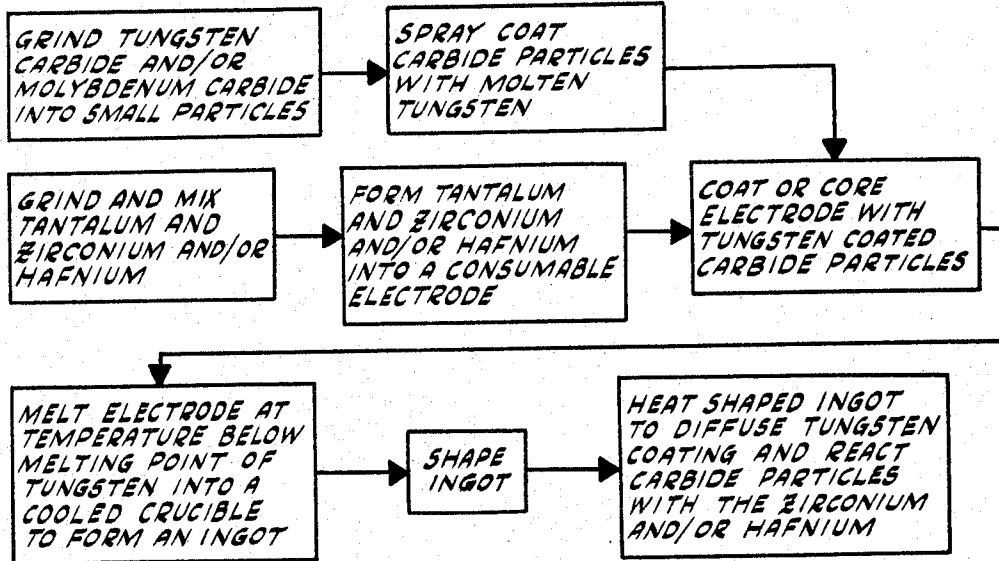 GRIND TUNGSTEN
CARBIDE AND/OR
MOLYBDENUM CARBIDE
INTO SMALL PARTICLES
SPRAY COAT
CARBIDE PARTICLES
WITH MOLTEN
TUNGSTEN
GRIND AND MIX
TANTALUM AND
ZIRCONIUM AND/OR
HAFNIUM
FORM TANTALUM
AND ZIRCONIUM
AND/OR HAFNIUM
INTO A CONSUMABLE
ELECTRODE
COAT OR CORE
ELECTRODE WITH
TUNGSTEN COATED
CARBIDE PARTICLES
MELT ELECTRODE AT
TEMPERATURE BELOW
MELTING POINT OF
TUNGSTEN INTO A
COOLED CRUCIBLE
TO FORM AN INGOT
SHAPE
INGOT
HEAT SHAPED INGOT
TO DIFFUSE TUNGSTEN
COATING AND REACT
CARBIDE PARTICLES
WITH THE ZIRCONIUM
AND/OR HAFNIUM